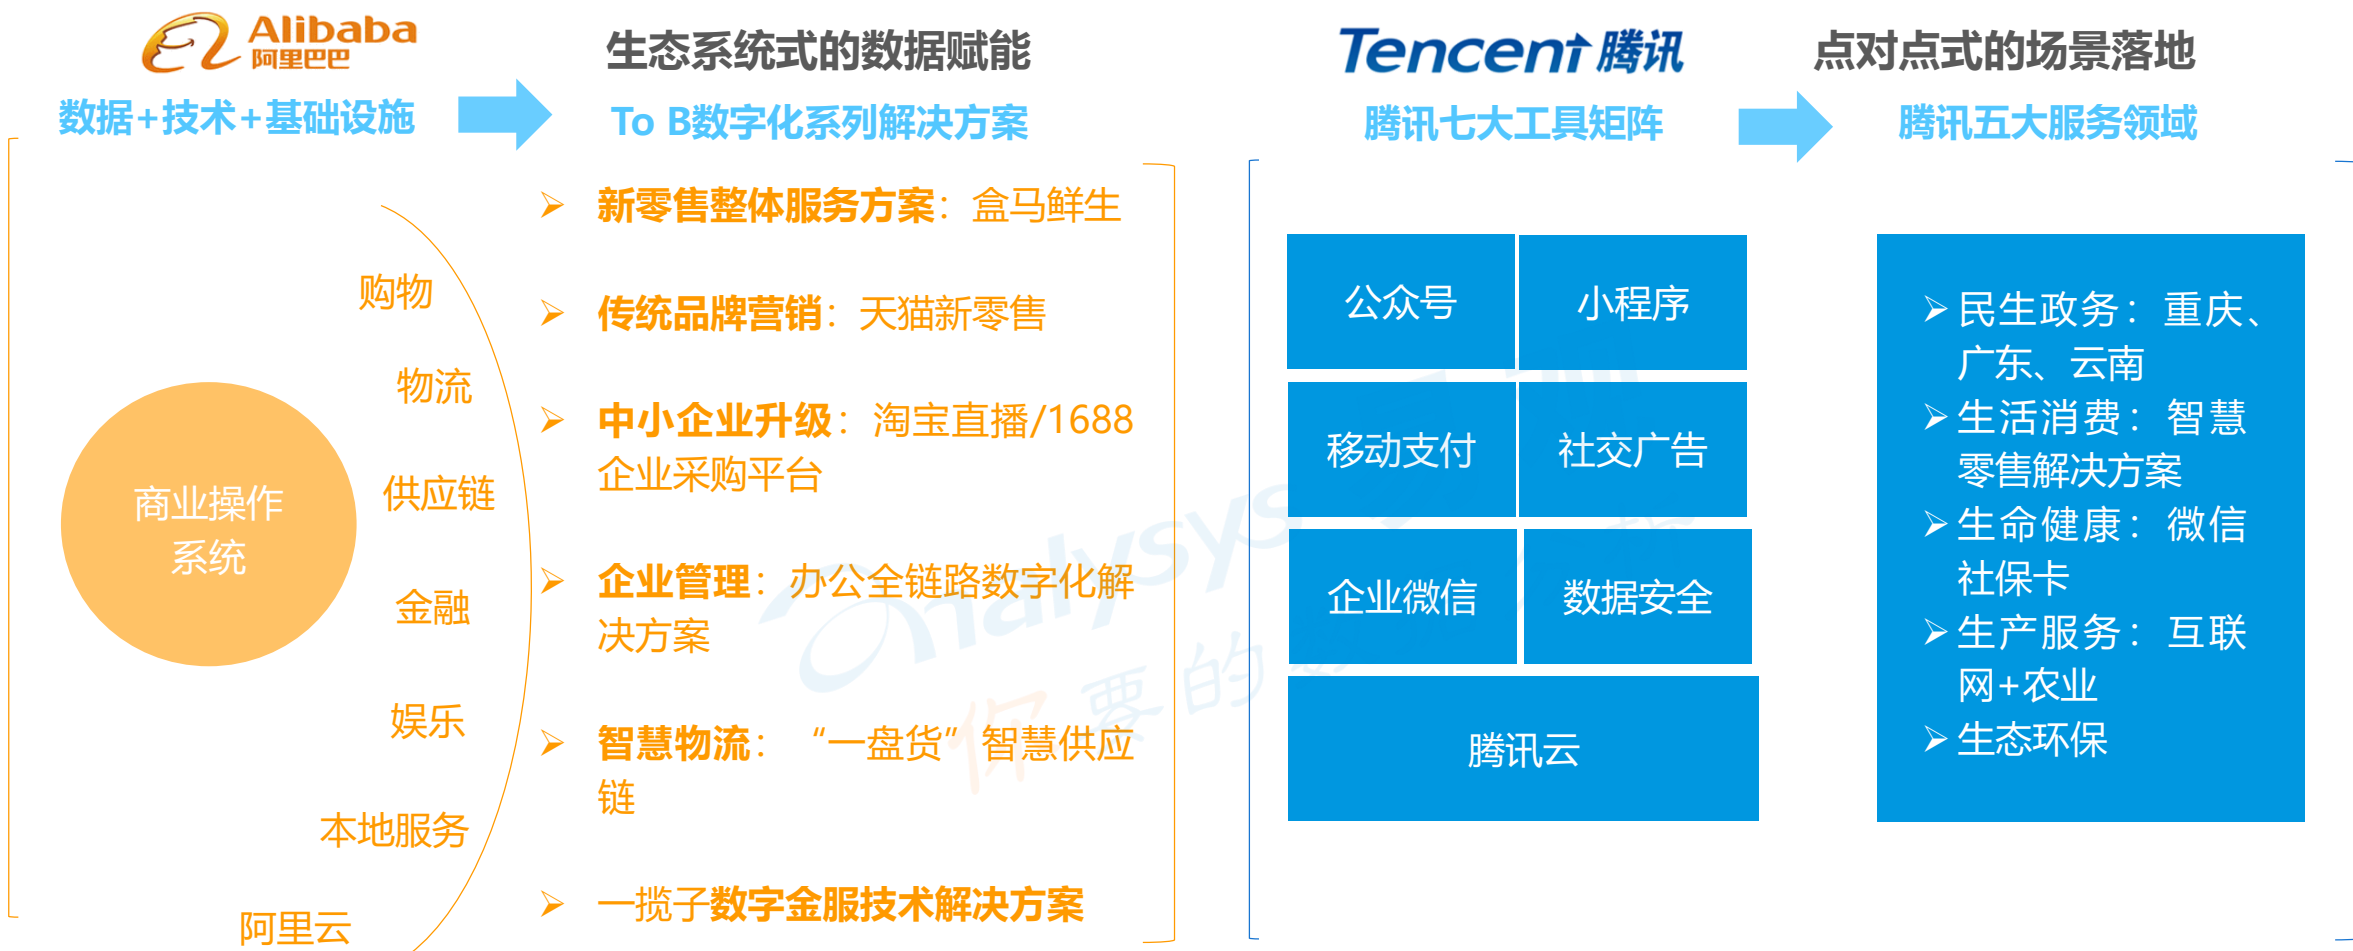 Alibaba
阿里巴巴
数据+技术+基础设施
生态系统式的数据赋能
To B数字化系列解决方案
商业操作
系统
购物
物流
供应链
金融
娱乐
本地服务
阿里云
新零售整体服务方案：盒马鲜生
传统品牌营销：天猫新零售
中小企业升级：淘宝直播/1688
企业采购平台
企业管理：办公全链路数字化解
决方案
智慧物流：“一盘货”智慧供应
链
一揽子数字金服技术解决方案
Tencent 腾讯
腾讯七大工具矩阵
点对点式的场景落地
腾讯五大服务领域
公众号
小程序
移动支付
社交广告
企业微信
数据安全
腾讯云
民生政务：重庆、
广东、云南
生活消费：智慧
零售解决方案
生命健康：微信
社保卡
生产服务：互联
网+农业
生态环保
analysys
你要的